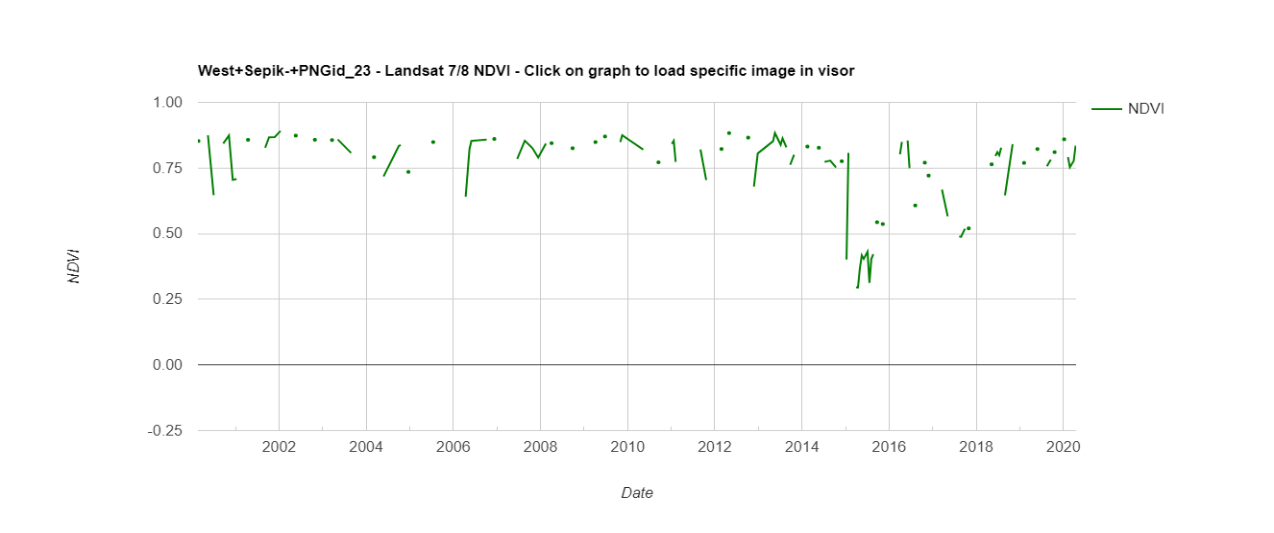 West+Sepik-+PNGid_23 - Landsat 7/8 NDVI - Click on graph to load specific image in visor
1.00
NDVI
0.75
0.50
NDVI
0.25
0.00
-0.25
2002 2004 2006 2008 2010 2012 2014 2016 2018 2020
Date